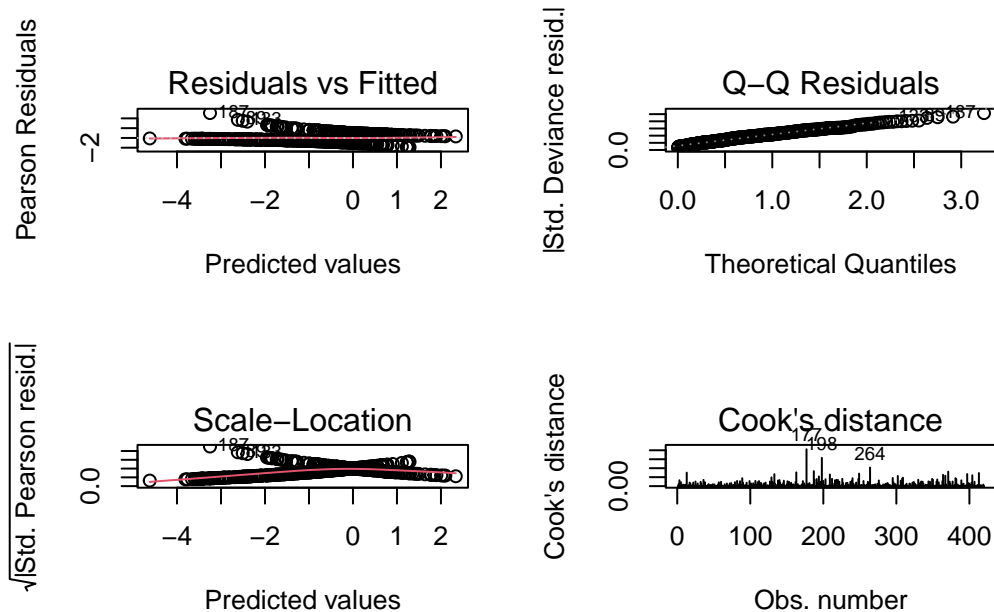 Residuals vs Fitted
Pearson Residuals
−2
187
−4 −2 0 1 2
Predicted values
Q−Q Residuals
|Std. Deviance resid.|
0.0
187
0.0 1.0 2.0 3.0
Theoretical Quantiles
Scale−Location
√|Std. Pearson resid.|
0.0
187
−4 −2 0 1 2
Predicted values
Cook's distance
Cook's distance
0.00
177
198
264
0 100 200 300 400
Obs. number